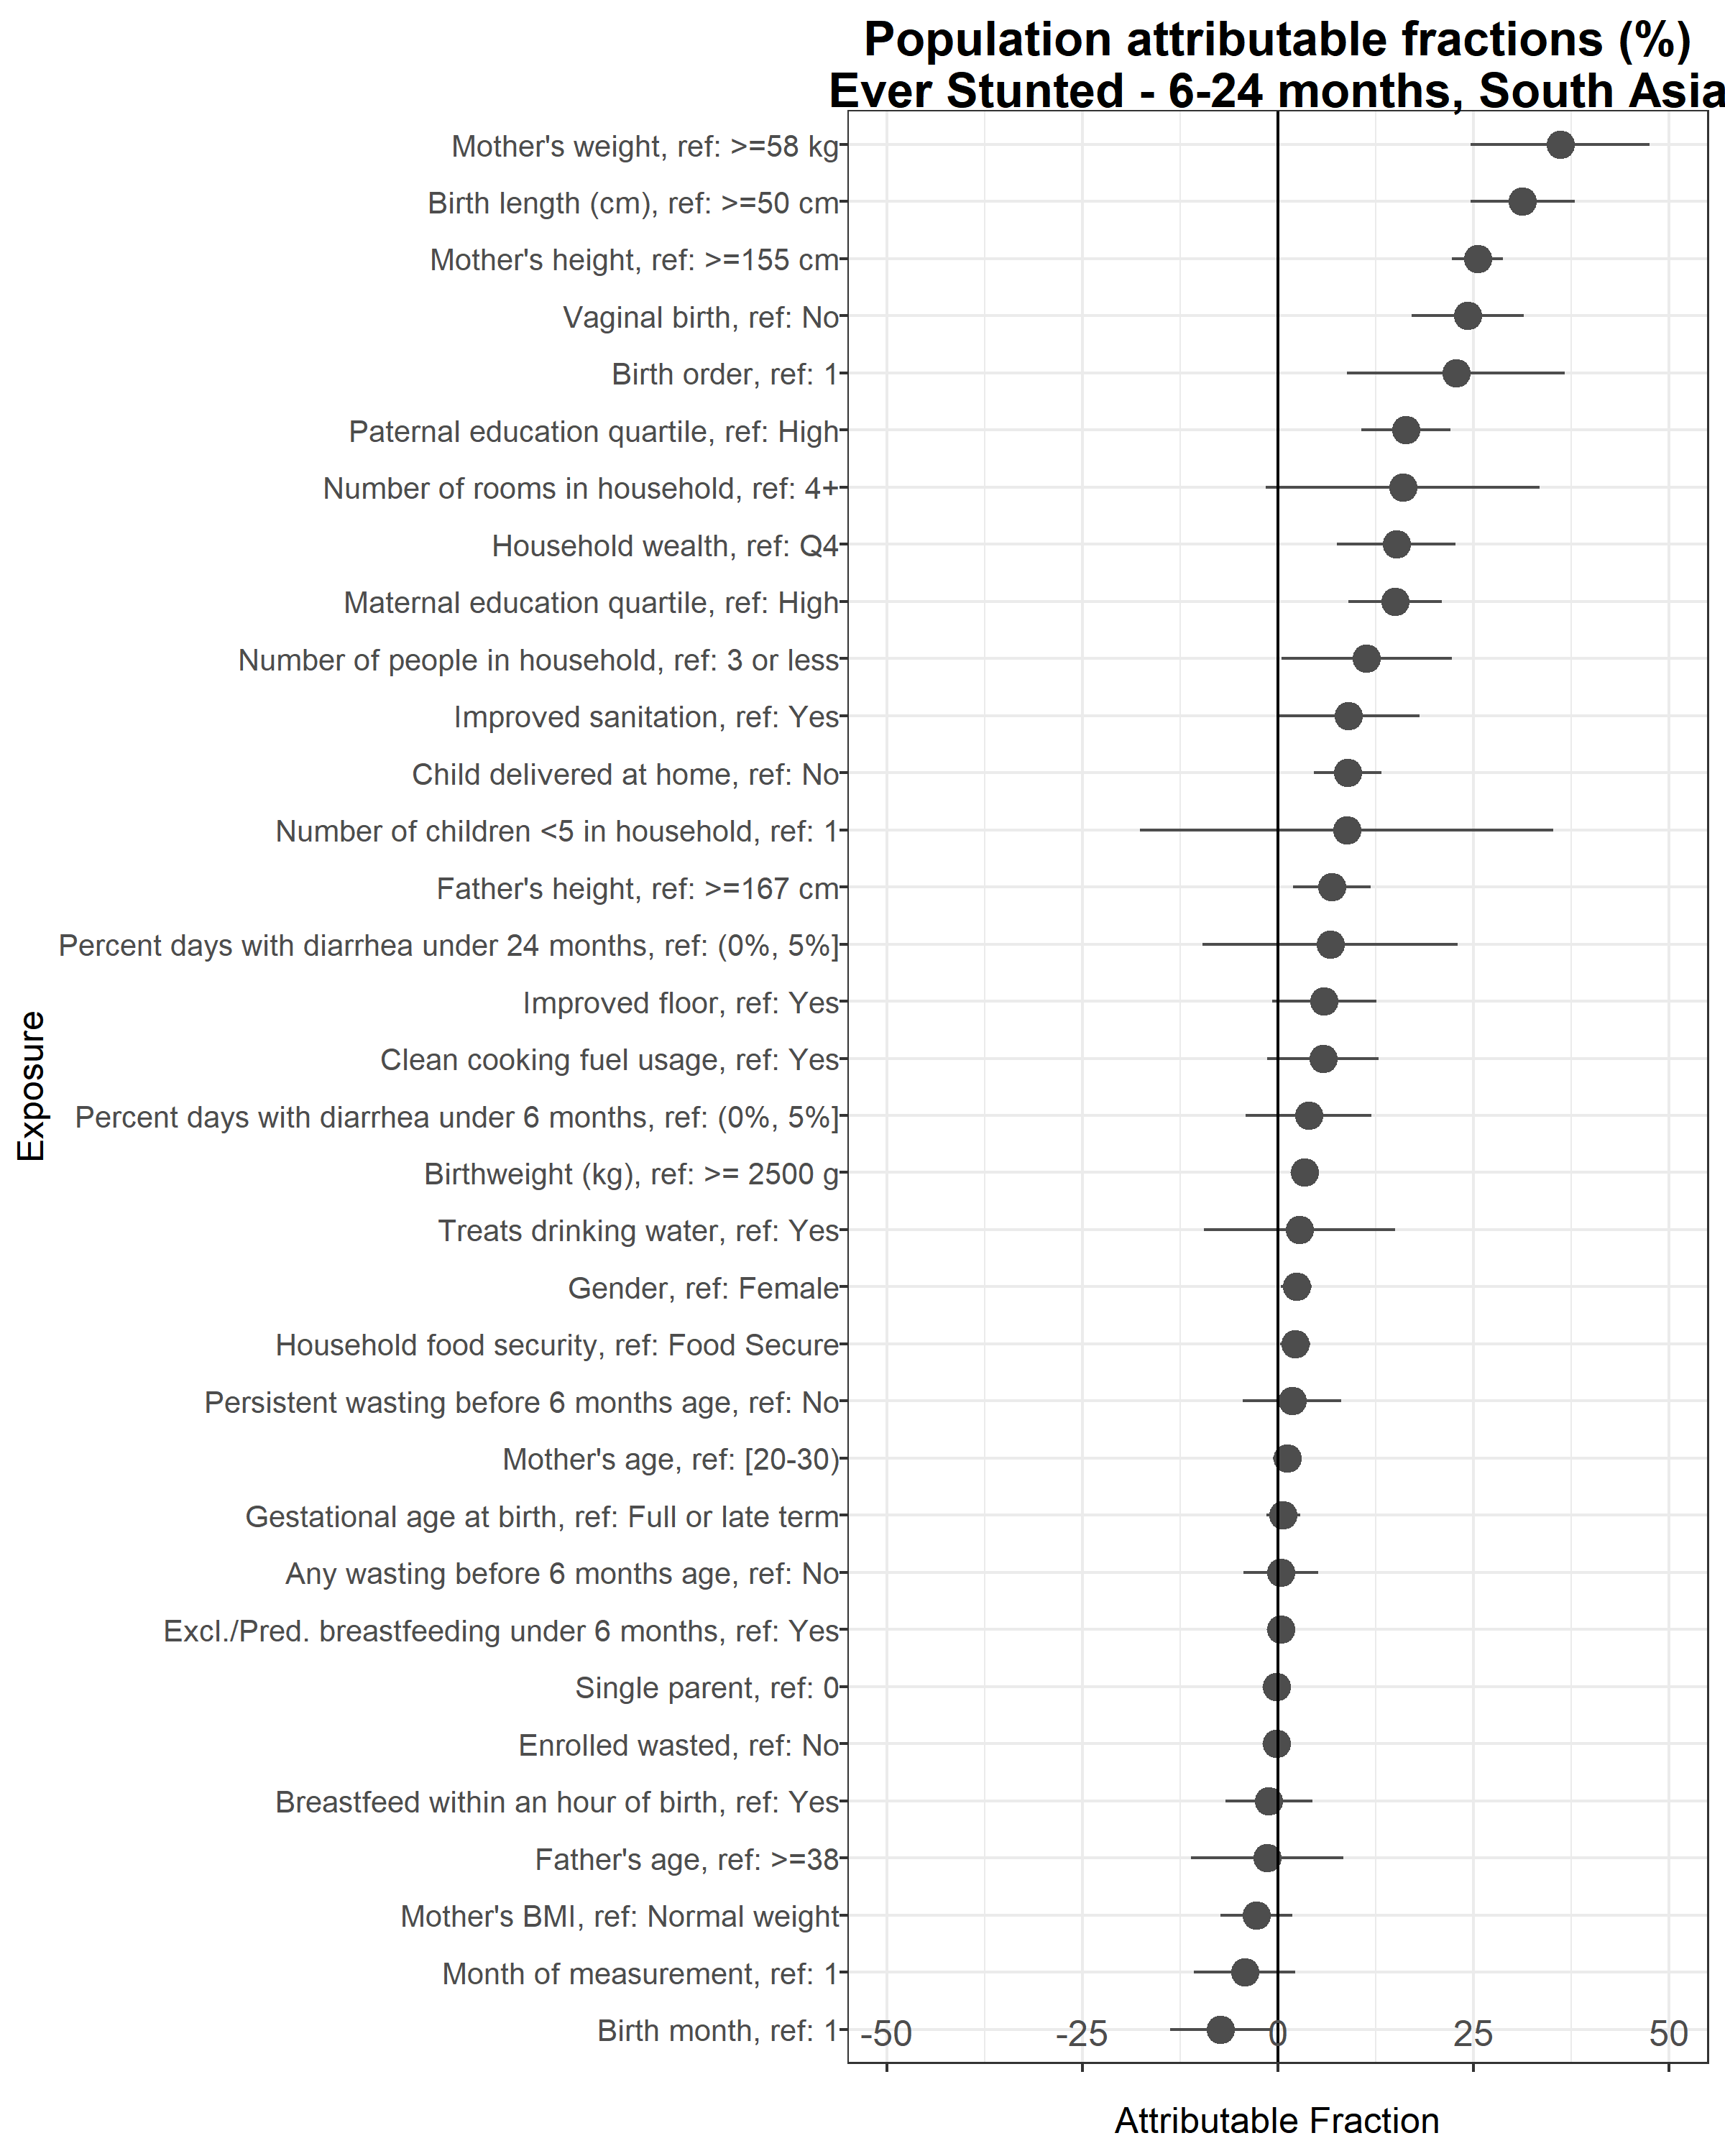 Population attributable fractions (%)
Ever Stunted - 6-24 months, South Asia
Mother's weight, ref: >=58 kg
Birth length (cm), ref: >=50 cm
Mother's height, ref: >=155 cm
Vaginal birth, ref: No
Birth order, ref: 1
Paternal education quartile, ref: High
Number of rooms in household, ref: 4+
Household wealth, ref: Q4
Maternal education quartile, ref: High
Number of people in household, ref: 3 or less
Improved sanitation, ref: Yes
Child delivered at home, ref: No
Number of children <5 in household, ref: 1
Father's height, ref: >=167 cm
Percent days with diarrhea under 24 months, ref: (0%, 5%]
Improved floor, ref: Yes
Clean cooking fuel usage, ref: Yes
Percent days with diarrhea under 6 months, ref: (0%, 5%]
Birthweight (kg), ref: >= 2500 g
Treats drinking water, ref: Yes
Gender, ref: Female
Household food security, ref: Food Secure
Persistent wasting before 6 months age, ref: No
Mother's age, ref: [20-30)
Gestational age at birth, ref: Full or late term
Any wasting before 6 months age, ref: No
Excl./Pred. breastfeeding under 6 months, ref: Yes
Single parent, ref: 0
Enrolled wasted, ref: No
Breastfeed within an hour of birth, ref: Yes
Father's age, ref: >=38
Mother's BMI, ref: Normal weight
Month of measurement, ref: 1
Birth month, ref: 1
Exposure
-50 -25 0 25 50
Attributable Fraction